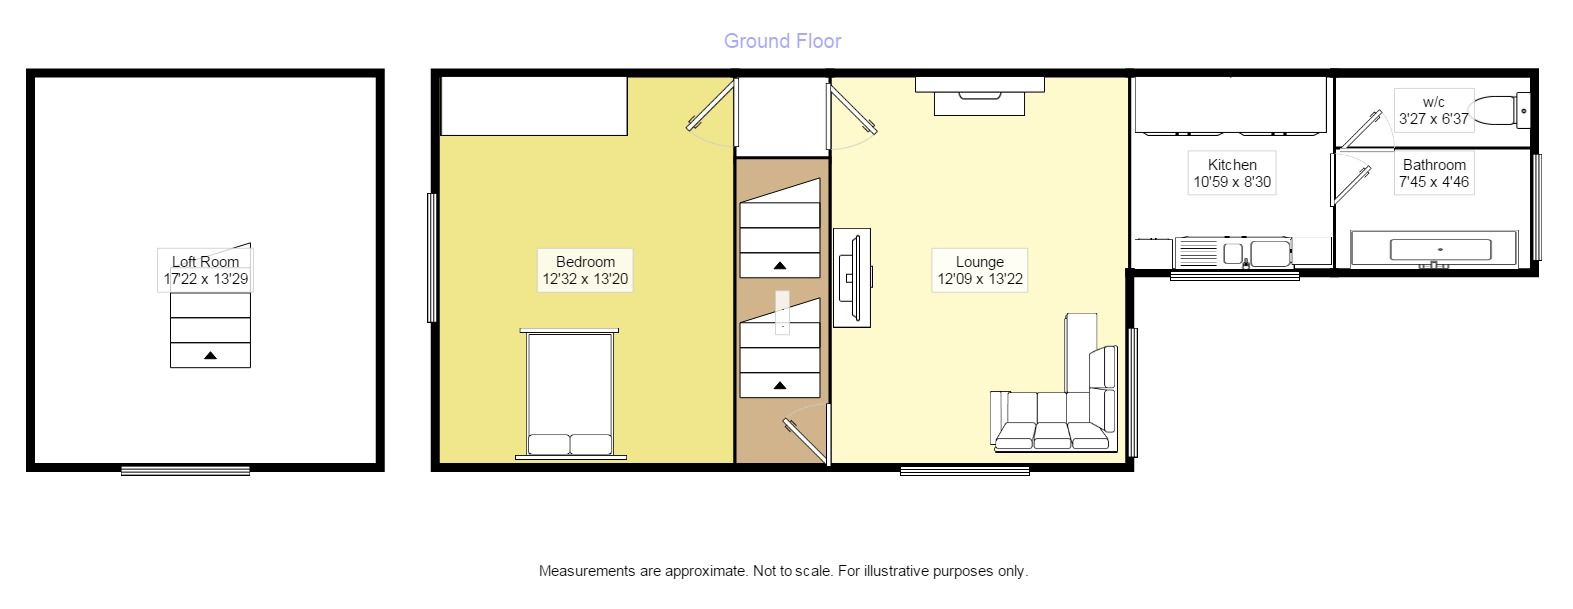 Ground Floor
Loft Room
17'22 x 13'29
Bedroom
12'32 x 13'20
Lounge
12'09 x 13'22
Kitchen
10'59 x 8'30
w/c
3'27 x 6'37
Bathroom
7'45 x 4'46
Measurements are approximate. Not to scale. For illustrative purposes only.